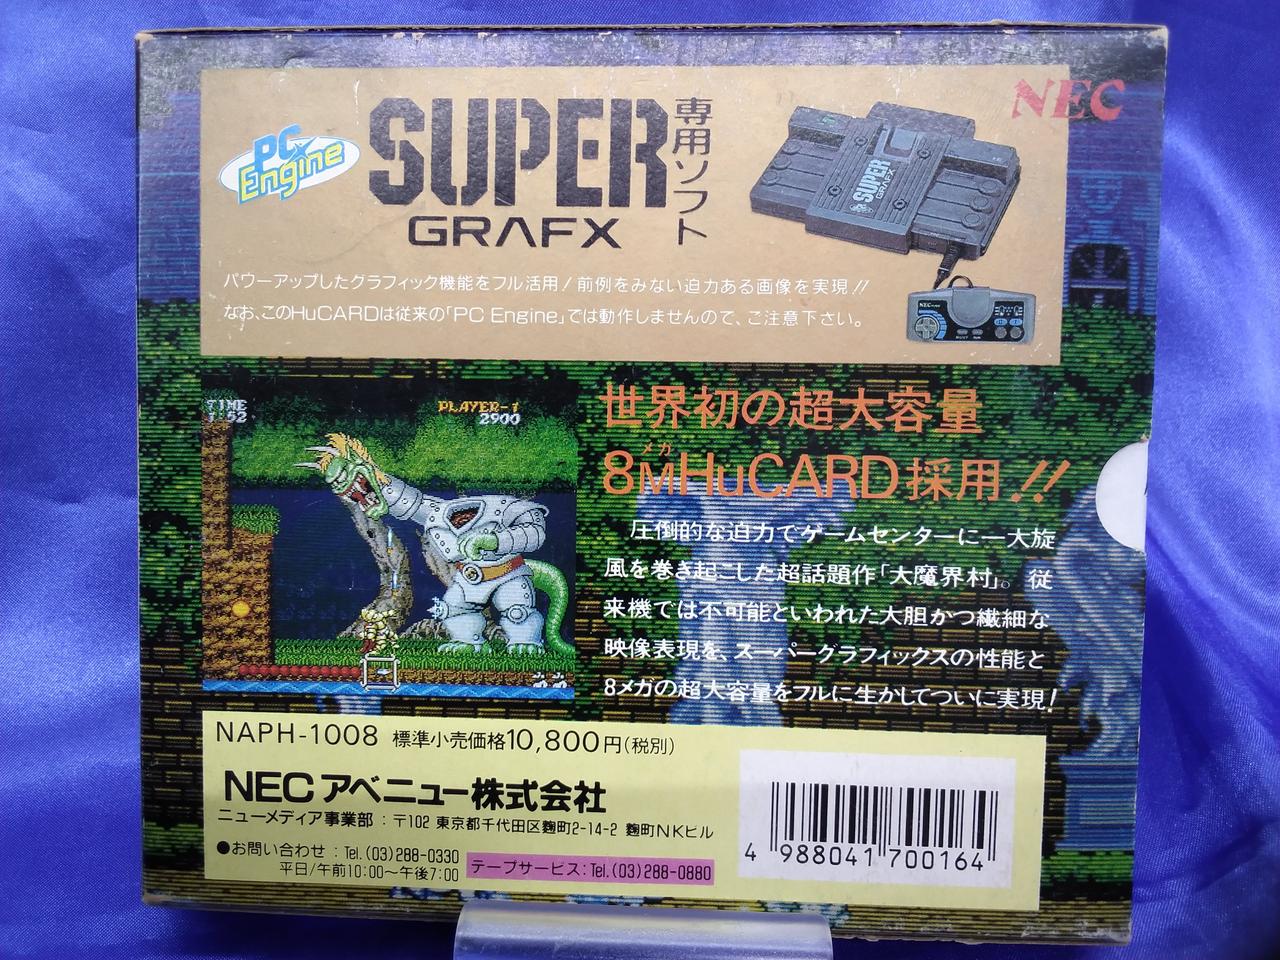 NEC
PC Engine
SUPER GRAFX
専用ソフト
SUPER GRAFX
パワーアップしたグラフィック機能をフル活用!前例をみない迫力ある画像を実現!!
なお、このHuCARDは従来の「PC Engine」では動作しませんので、ご注意下さい。
TIME
1:52
PLAYER-1
2900
世界初の超大容量
8MメガHuCARD採用!!
圧倒的な迫力でゲームセンターに一大旋
風を巻き起こした超話題作「大魔界村」。従
来機では不可能といわれた大胆かつ繊細な
映像表現を、スーパーグラフィックスの性能と
8メガの超大容量をフルに生かしてついに実現!
NAPH-1008 標準小売価格10,800円(税別)
NECアベニュー株式会社
ニューメディア事業部:〒102 東京都千代田区麴町2-14-2 麴町NKビル
●お問い合わせ:Tel.(03)288-0330
平日/午前10:00〜午後7:00
テープサービス:Tel.(03)288-0880
4 988041 700164